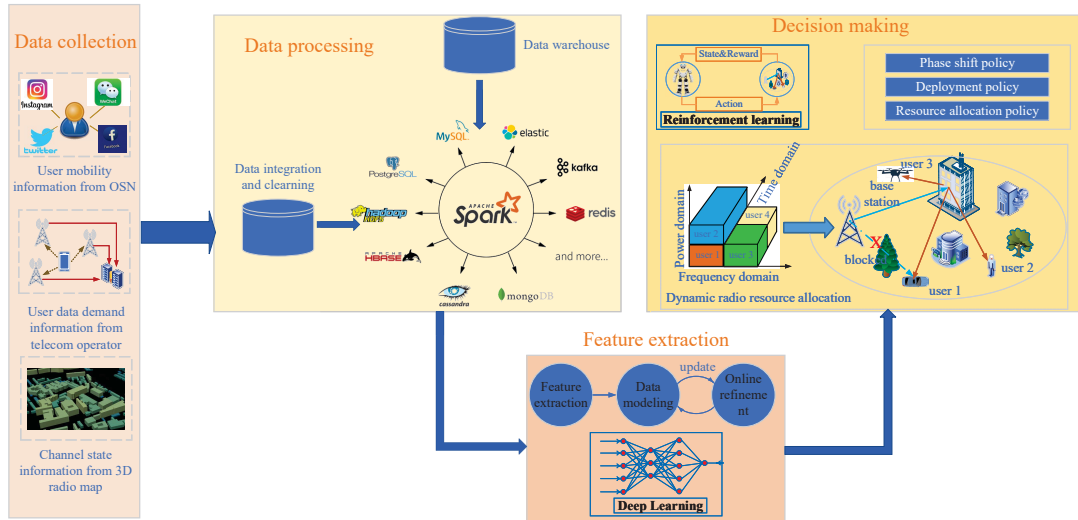 Data collection
Instagram
WeChat
twitter
Facebook
User mobility
information from OSN
User data demand
information from
telecom operator
Channel state
information from 3D
radio map
Data processing
Data warehouse
Data integration
and clearning
MySQL
elastic
PostgreSQL
kafka
hadoop
HDFS
APACHE
Spark
redis
APACHE
HBASE
and more...
cassandra
mongoDB
Feature extraction
Feature
extraction
Data
modeling
update
Online
refineme
nt
Deep Learning
Decision making
State&Reward
Action
Reinforcement learning
Phase shift policy
Deployment policy
Resource allocation policy
Power domain
Time domain
Frequency domain
user 2
user 4
user 1
user 3
Dynamic radio resource allocation
user 3
base
station
X
block
user 1
user 2